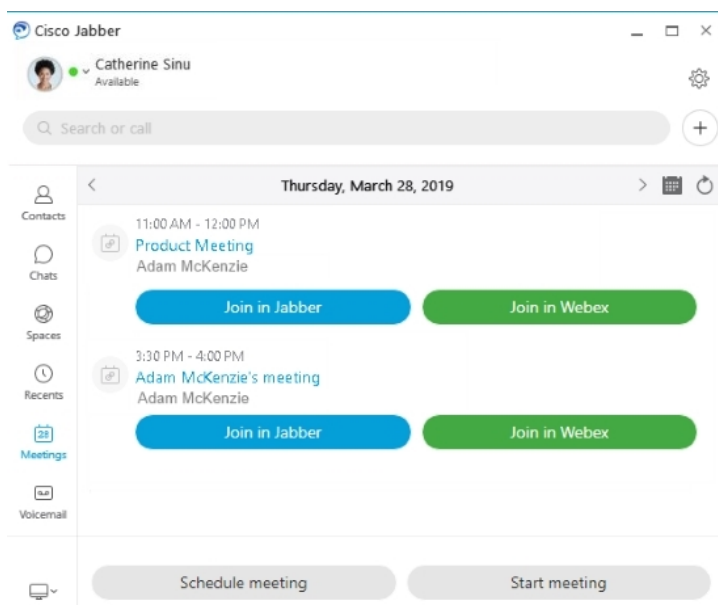 Cisco Jabber
Catherine Sinu
Available
Search or call
Contacts
Chats
Spaces
Recents
28
Meetings
Voicemail
Thursday, March 28, 2019
11:00 AM - 12:00 PM
Product Meeting
Adam McKenzie
Join in Jabber
Join in Webex
3:30 PM - 4:00 PM
Adam McKenzie's meeting
Adam McKenzie
Join in Jabber
Join in Webex
Schedule meeting
Start meeting